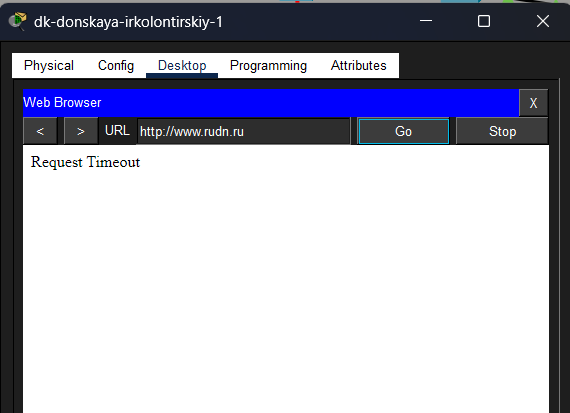 dk-donskaya-irkolontirskiy-1
Physical Config Desktop Programming Attributes
Web Browser X
< > URL http://www.rudn.ru Go Stop
Request Timeout